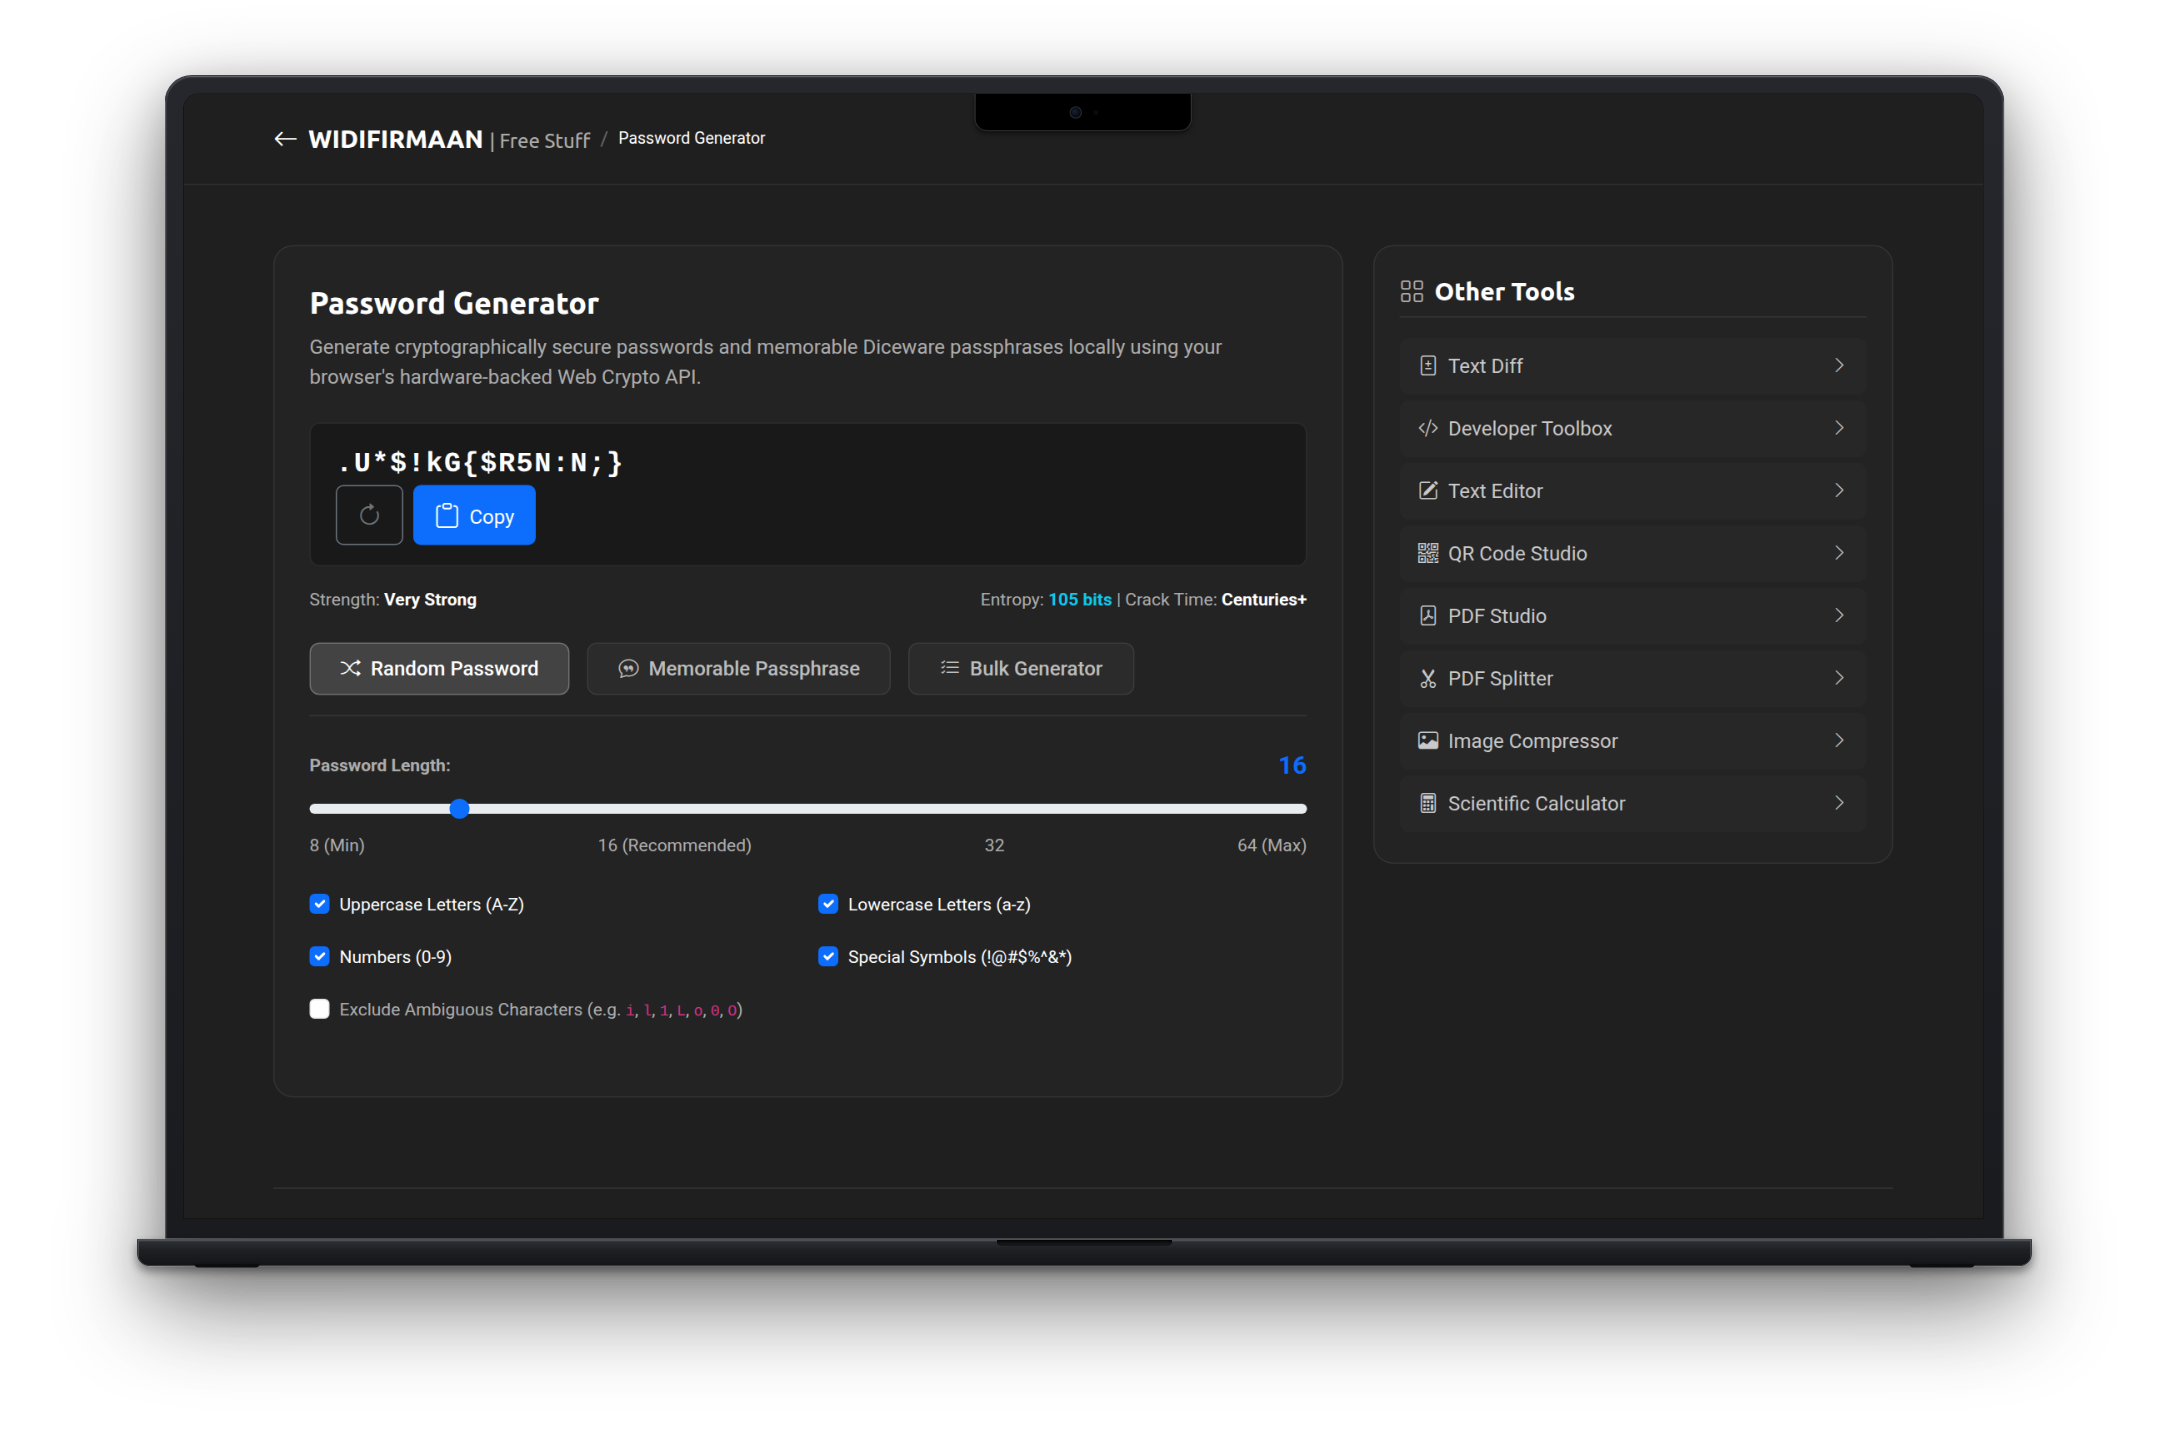 WIDIFIRMAAN | Free Stuff / Password Generator
Password Generator
Generate cryptographically secure passwords and memorable Diceware passphrases locally using your
browser's hardware-backed Web Crypto API.
.U*$!kG{$R5N:N;}
Copy
Strength: Very Strong
Entropy: 105 bits | Crack Time: Centuries+
Random Password
Memorable Passphrase
Bulk Generator
Password Length:
16
8 (Min)
16 (Recommended)
32
64 (Max)
Uppercase Letters (A-Z)
Lowercase Letters (a-z)
Numbers (0-9)
Special Symbols (!@#$%^&*)
Exclude Ambiguous Characters (e.g. i, l, 1, L, o, 0, O)
Other Tools
Text Diff
Developer Toolbox
Text Editor
QR Code Studio
PDF Studio
PDF Splitter
Image Compressor
Scientific Calculator